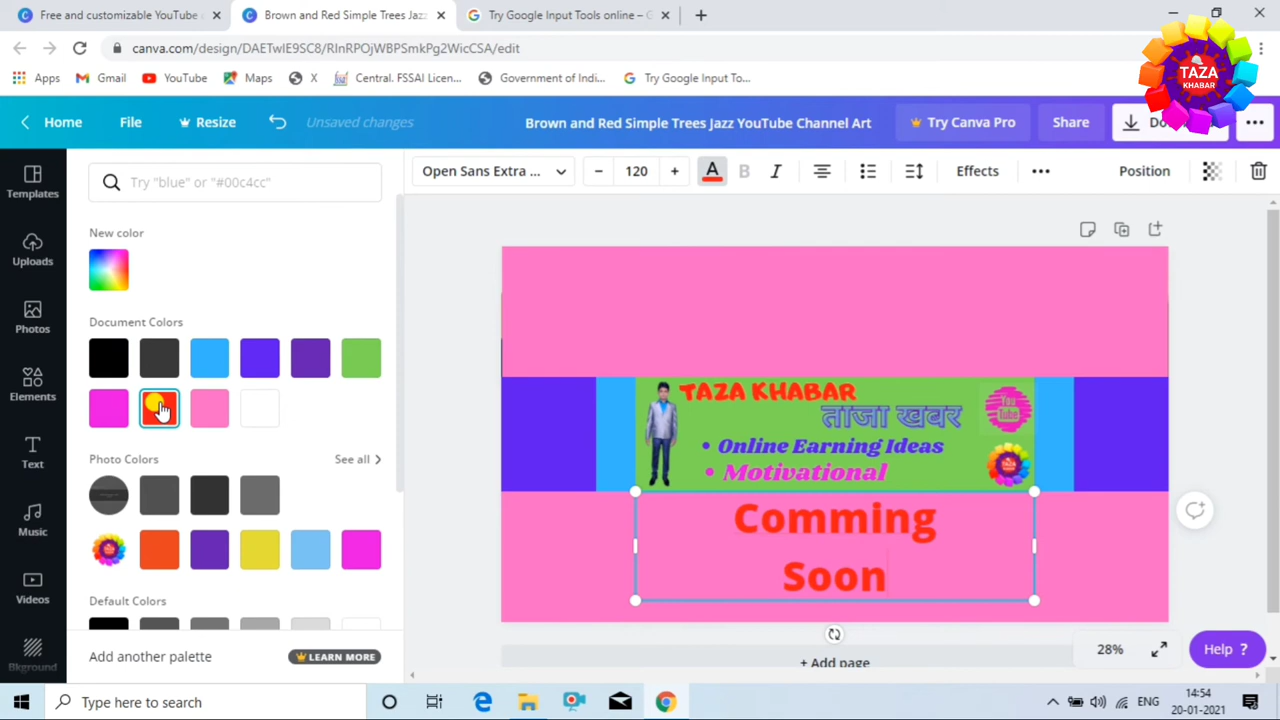 Free and customizable YouTube c
Brown and Red Simple Trees Jazz
Try Google Input Tools online – G
canva.com/design/DAETwIE9SC8/RInRPOjWBPSmkPg2WicCSA/edit
Apps
Gmail
YouTube
Maps
X
Central. FSSAI Licen...
Government of Indi...
Try Google Input To...
TAZA
KHABAR
Home
File
Resize
Unsaved changes
Brown and Red Simple Trees Jazz YouTube Channel Art
Try Canva Pro
Share
Templates
Uploads
Photos
Elements
Text
Music
Videos
Bkground
Try "blue" or "#00c4cc"
Open Sans Extra ...
120
A
B
I
Effects
Position
New color
Document Colors
Photo Colors
See all
Default Colors
Add another palette
LEARN MORE
TAZA KHABAR
ताजा खबर
• Online Earning Ideas
• Motivational
You
Tube
Comming
Soon
+ Add page
28%
Help ?
Type here to search
ENG
14:54
20-01-2021